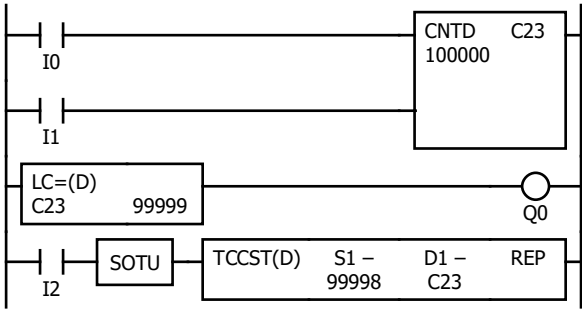 CNTD C23
100000
I0
I1
LC=(D)
C23 99999
Q0
SOTU
TCCST(D) S1 – D1 – REP
99998 C23
I2